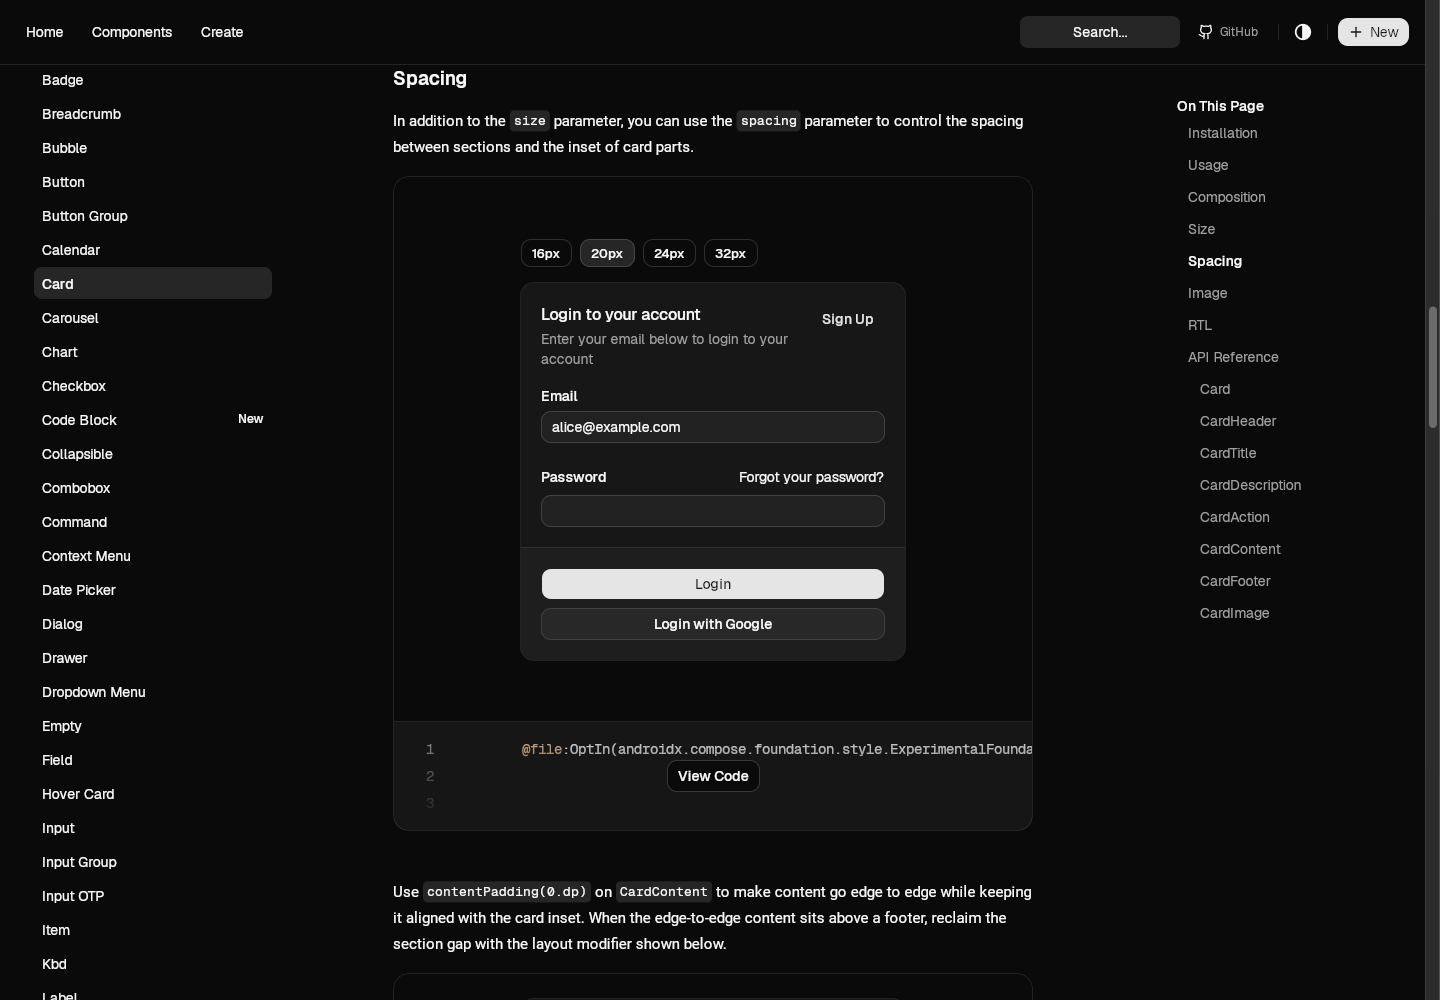 Home
Components
Create
Search...
GitHub
New
Badge
Breadcrumb
Bubble
Button
Button Group
Calendar
Card
Carousel
Chart
Checkbox
Code Block
New
Collapsible
Combobox
Command
Context Menu
Date Picker
Dialog
Drawer
Dropdown Menu
Empty
Field
Hover Card
Input
Input Group
Input OTP
Item
Kbd
Label
Spacing
In addition to the size parameter, you can use the spacing parameter to control the spacing
between sections and the inset of card parts.
16px
20px
24px
32px
Login to your account
Sign Up
Enter your email below to login to your
account
Email
alice@example.com
Password
Forgot your password?
Login
Login with Google
1 @file:OptIn(androidx.compose.foundation.style.ExperimentalFounda
2
View Code
3
Use contentPadding(0.dp) on CardContent to make content go edge to edge while keeping
it aligned with the card inset. When the edge-to-edge content sits above a footer, reclaim the
section gap with the layout modifier shown below.
On This Page
Installation
Usage
Composition
Size
Spacing
Image
RTL
API Reference
Card
CardHeader
CardTitle
CardDescription
CardAction
CardContent
CardFooter
CardImage